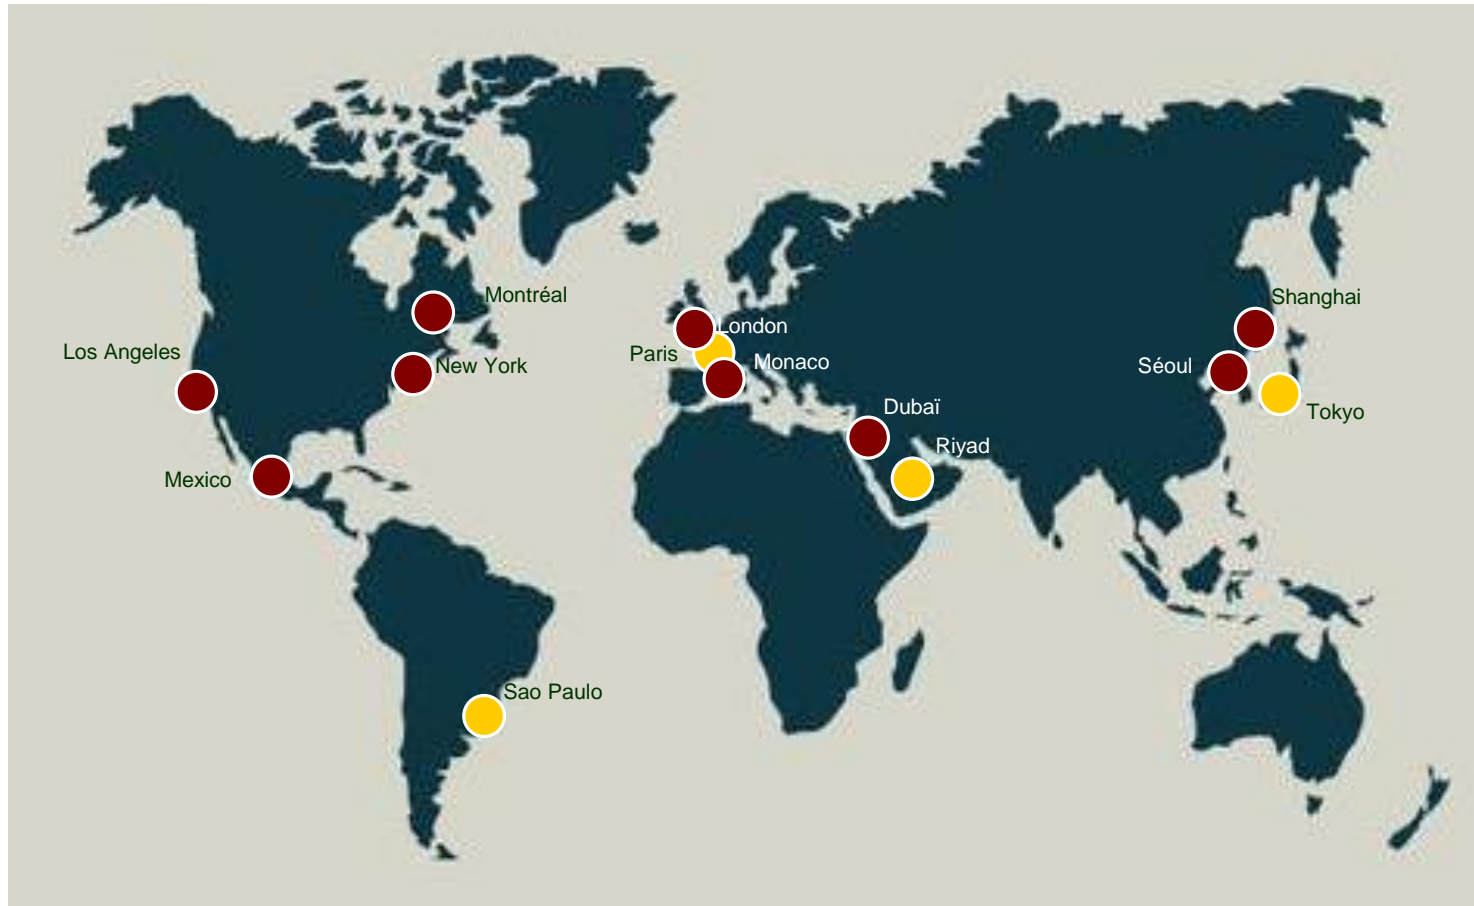 Montréal
Shanghai
London
Los Angeles
Paris
Monaco
New York
Séoul
Dubaï
Tokyo
Riyad
Mexico
Sao Paulo